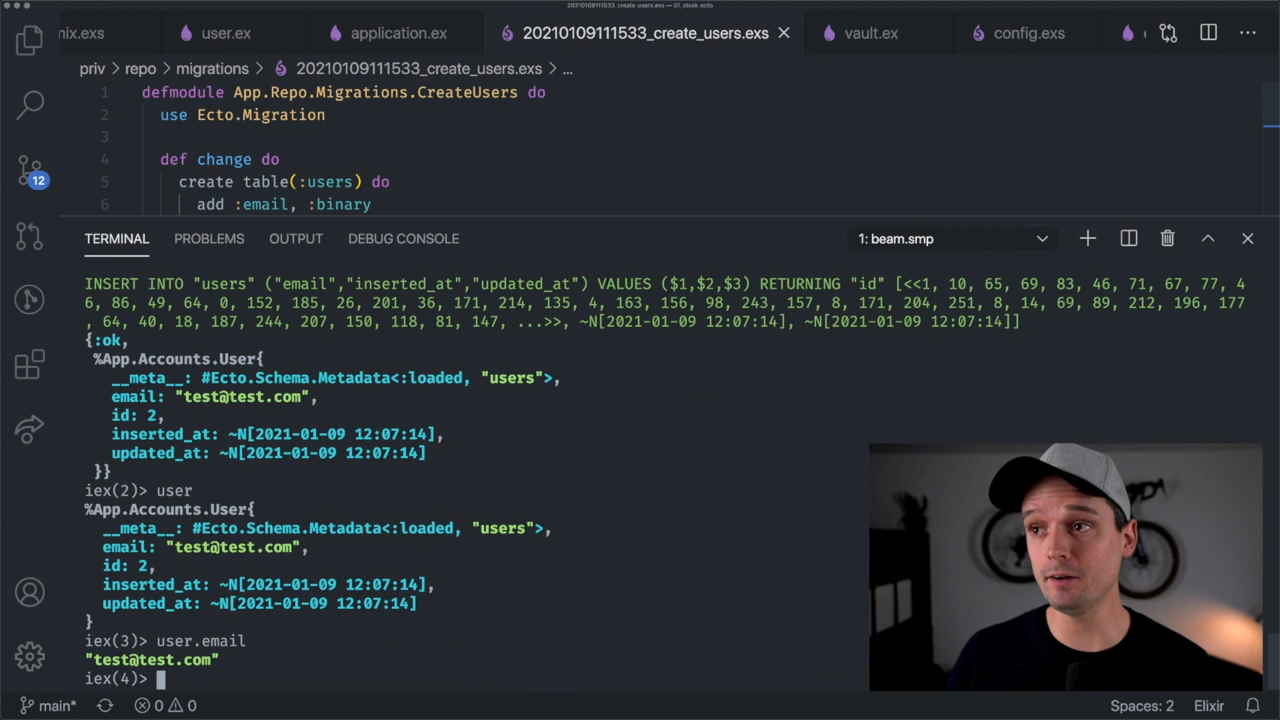 20210109111533_create_users.exs — 01_cloak_ecto
mix.exs
user.ex
application.ex
20210109111533_create_users.exs
vault.ex
config.exs
priv > repo > migrations > 20210109111533_create_users.exs > ...
1 defmodule App.Repo.Migrations.CreateUsers do
2 use Ecto.Migration
3
4 def change do
5 create table(:users) do
6 add :email, :binary
12
TERMINAL PROBLEMS OUTPUT DEBUG CONSOLE 1: beam.smp
INSERT INTO "users" ("email","inserted_at","updated_at") VALUES ($1,$2,$3) RETURNING "id" [<<1, 10, 65, 69, 83, 46, 71, 67, 77, 4
6, 86, 49, 64, 0, 152, 185, 26, 201, 36, 171, 214, 135, 4, 163, 156, 98, 243, 157, 8, 171, 204, 251, 8, 14, 69, 89, 212, 196, 177
, 64, 40, 18, 187, 244, 207, 150, 118, 81, 147, ...>>, ~N[2021-01-09 12:07:14], ~N[2021-01-09 12:07:14]]
{:ok,
%App.Accounts.User{
__meta__: #Ecto.Schema.Metadata<:loaded, "users">,
email: "test@test.com",
id: 2,
inserted_at: ~N[2021-01-09 12:07:14],
updated_at: ~N[2021-01-09 12:07:14]
}}
iex(2)> user
%App.Accounts.User{
__meta__: #Ecto.Schema.Metadata<:loaded, "users">,
email: "test@test.com",
id: 2,
inserted_at: ~N[2021-01-09 12:07:14],
updated_at: ~N[2021-01-09 12:07:14]
}
iex(3)> user.email
"test@test.com"
iex(4)>
main* 0 0 Spaces: 2 Elixir